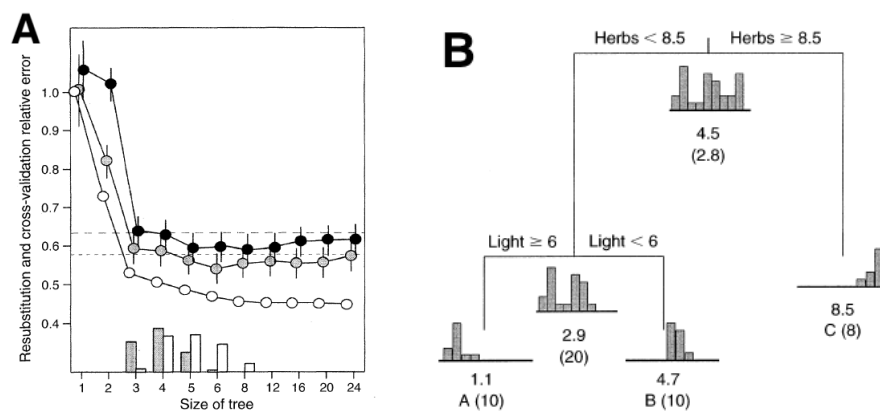 A
Resubstitution and cross-validation relative error
1.0
0.9
0.8
0.7
0.6
0.5
0.4
1 2 3 4 5 6 8 12 16 20 24
Size of tree
B
Herbs < 8.5 Herbs ≥ 8.5
4.5
(2.8)
Light ≥ 6 Light < 6
2.9
(20)
8.5
C (8)
1.1
A (10)
4.7
B (10)